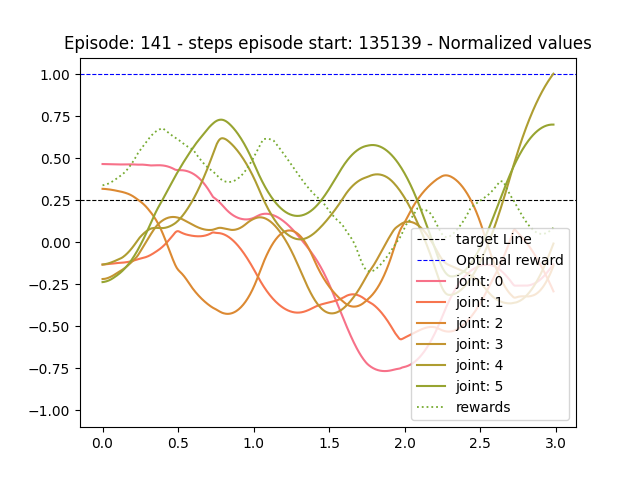 Episode: 141 - steps episode start: 135139 - Normalized values
1.00
0.75
0.50
0.25
0.00
−0.25
−0.50
−0.75
−1.00
0.0 0.5 1.0 1.5 2.0 2.5 3.0
target Line
Optimal reward
joint: 0
joint: 1
joint: 2
joint: 3
joint: 4
joint: 5
rewards